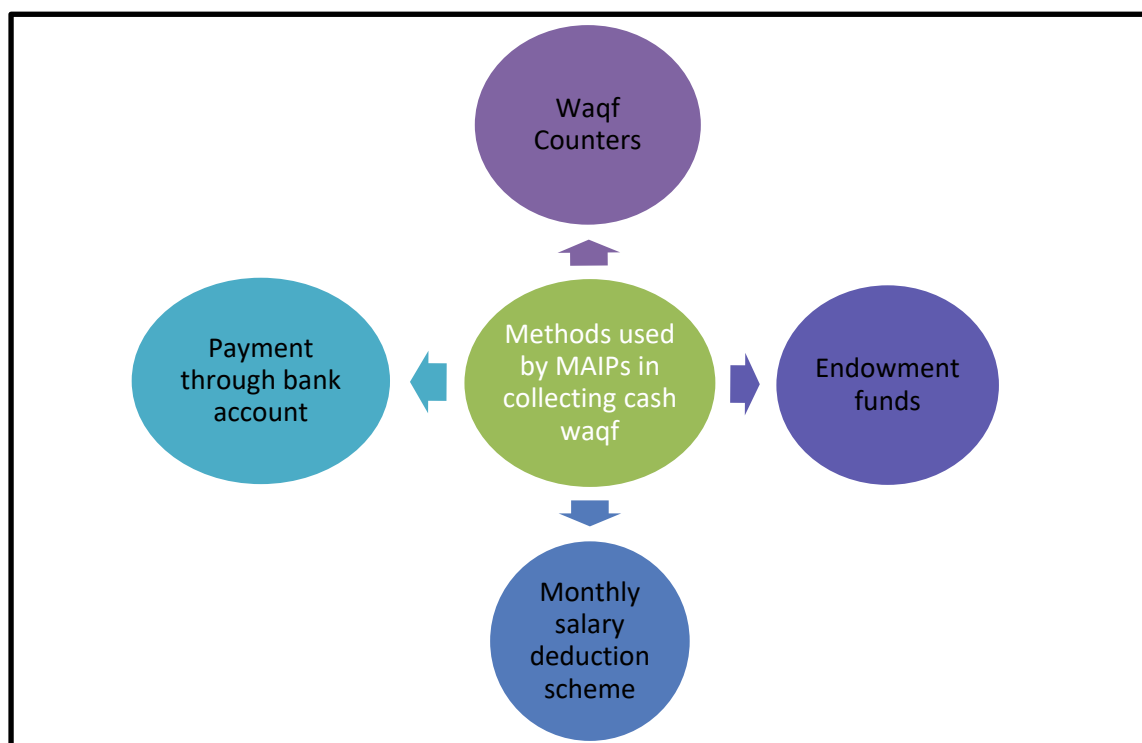 Waqf
Counters
Payment
through bank
account
Methods used
by MAIPs in
collecting cash
waqf
Endowment
funds
Monthly
salary
deduction
scheme